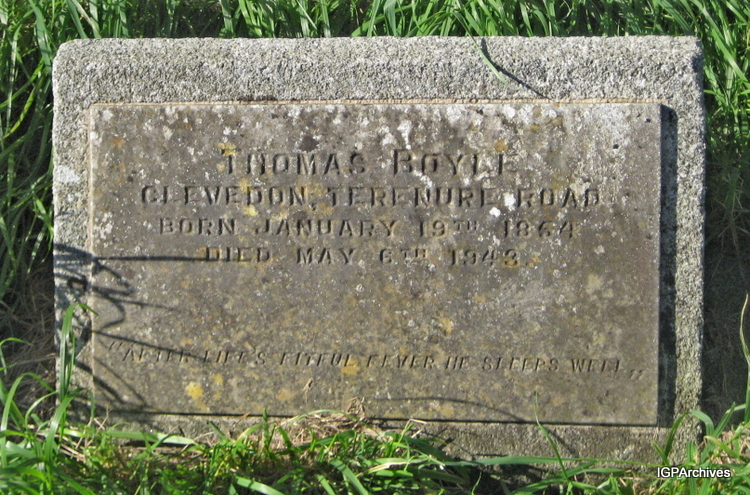 THOMAS BOYLE
CLEVEDON, TERENURE ROAD
BORN JANUARY 19TH 1864
DIED MAY 6TH 1943.
"AFTER LIFE'S FITFUL FEVER HE SLEEPS WELL"
IGPArchives